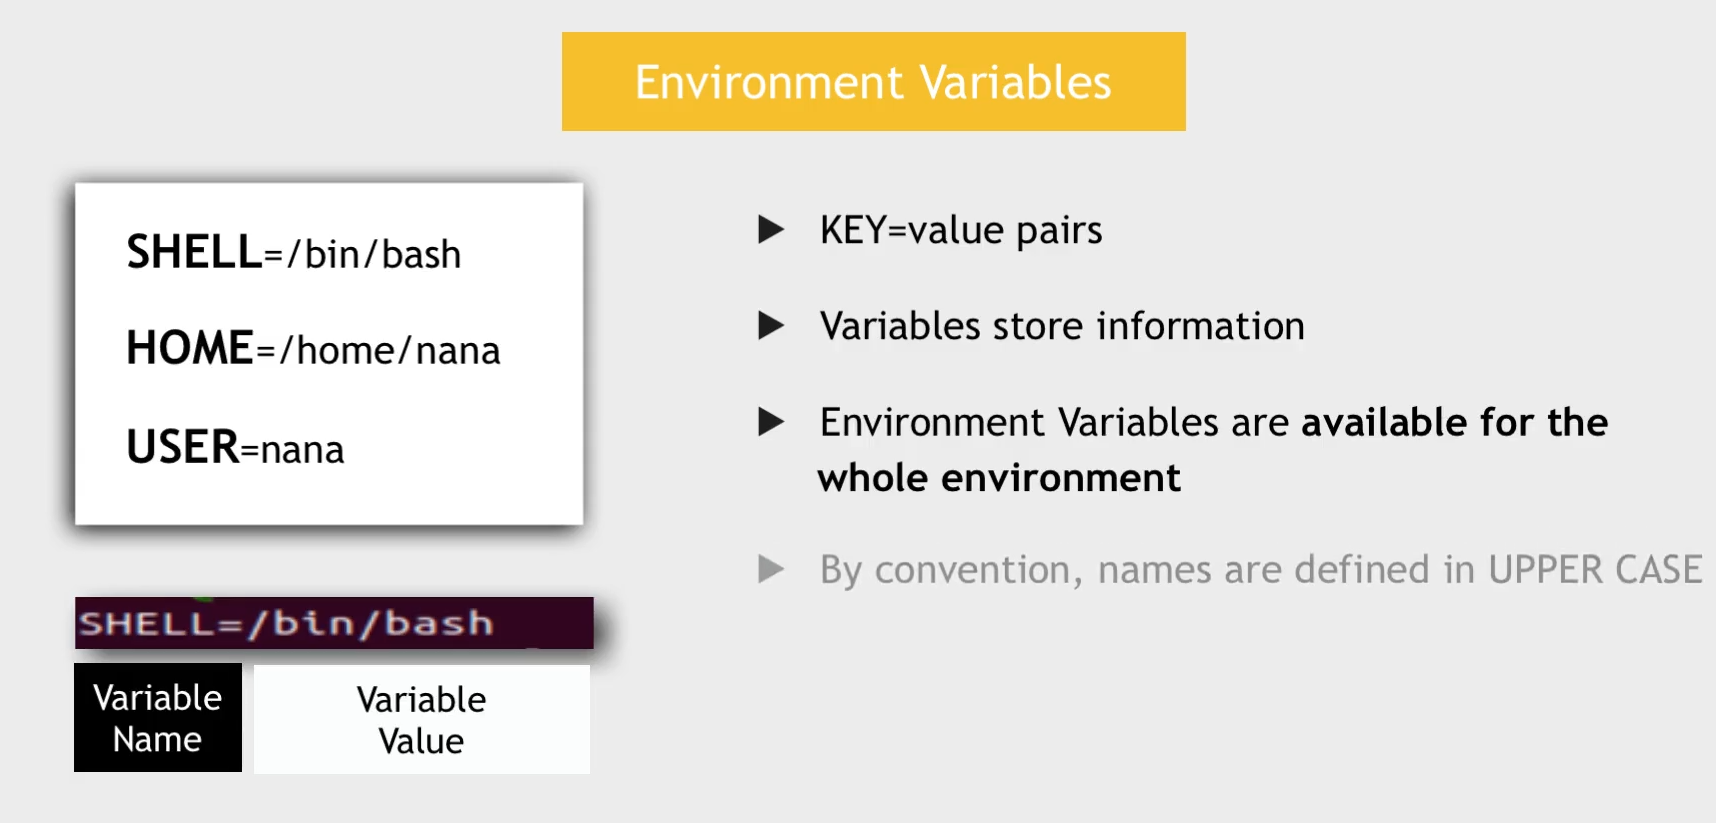 Environment Variables
SHELL=/bin/bash
HOME=/home/nana
USER=nana
SHELL=/bin/bash
Variable
Name
Variable
Value
KEY=value pairs
Variables store information
Environment Variables are available for the
whole environment
By convention, names are defined in UPPER CASE